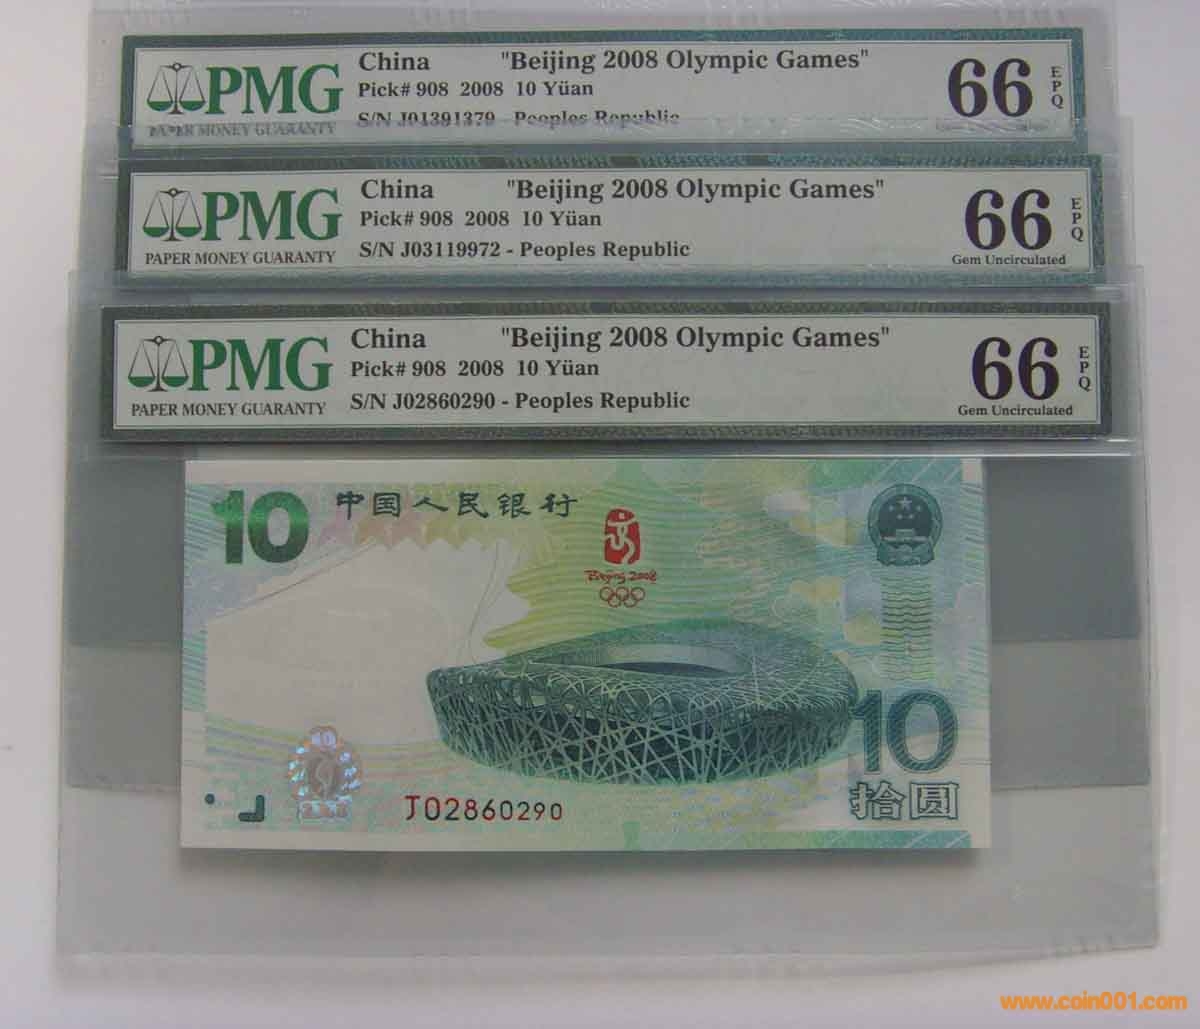 China "Beijing 2008 Olympic Games"
PMG Pick# 908 2008 10 Yüan 66 EPQ
S/N J01391379 - Peoples Republic
PAPER MONEY GUARANTY
China "Beijing 2008 Olympic Games"
PMG Pick# 908 2008 10 Yüan 66 EPQ
S/N J03119972 - Peoples Republic
PAPER MONEY GUARANTY Gem Uncirculated
China "Beijing 2008 Olympic Games"
PMG Pick# 908 2008 10 Yüan 66 EPQ
S/N J02860290 - Peoples Republic
PAPER MONEY GUARANTY Gem Uncirculated
10 中国人民银行
Beijing 2008
10
10
J02860290 拾圆
www.coin001.com